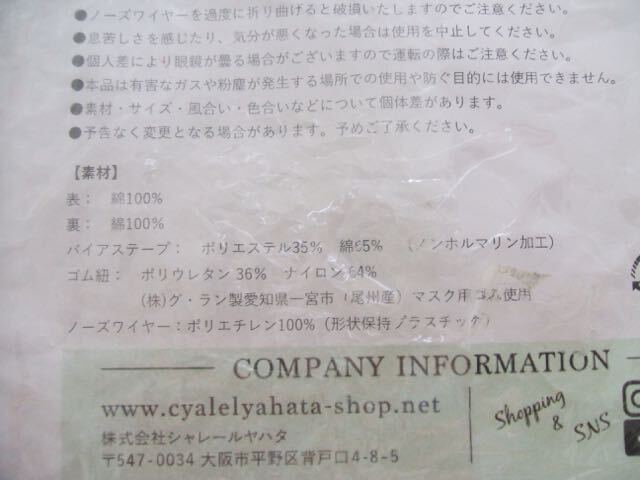 ●ノーズワイヤーを過度に折り曲げると破損いたしますのでご注意ください。
●息苦しさを感じたり、気分が悪くなった場合は使用を中止してください。
●個人差により眼鏡が曇る場合がございますので運転の際はご注意ください。
●本品は有害なガスや粉塵が発生する場所での使用や防ぐ目的には使用できません。
●素材・サイズ・風合い・色合いなどについて個体差があります。
●予告なく変更となる場合があります。予めご了承ください。
【素材】
表： 綿100%
裏： 綿100%
バイアステープ： ポリエステル35% 綿65% （ノンホルマリン加工）
ゴム紐： ポリウレタン 36% ナイロン 64%
(株)グ・ラン製愛知県一宮市（尾州産）マスク用ゴム使用
ノーズワイヤー：ポリエチレン100%（形状保持プラスチック）
COMPANY INFORMATION
www.cyalelyahata-shop.net
株式会社シャレールヤハタ
〒547-0034 大阪市平野区背戸口4-8-5
Shopping
&
SNS